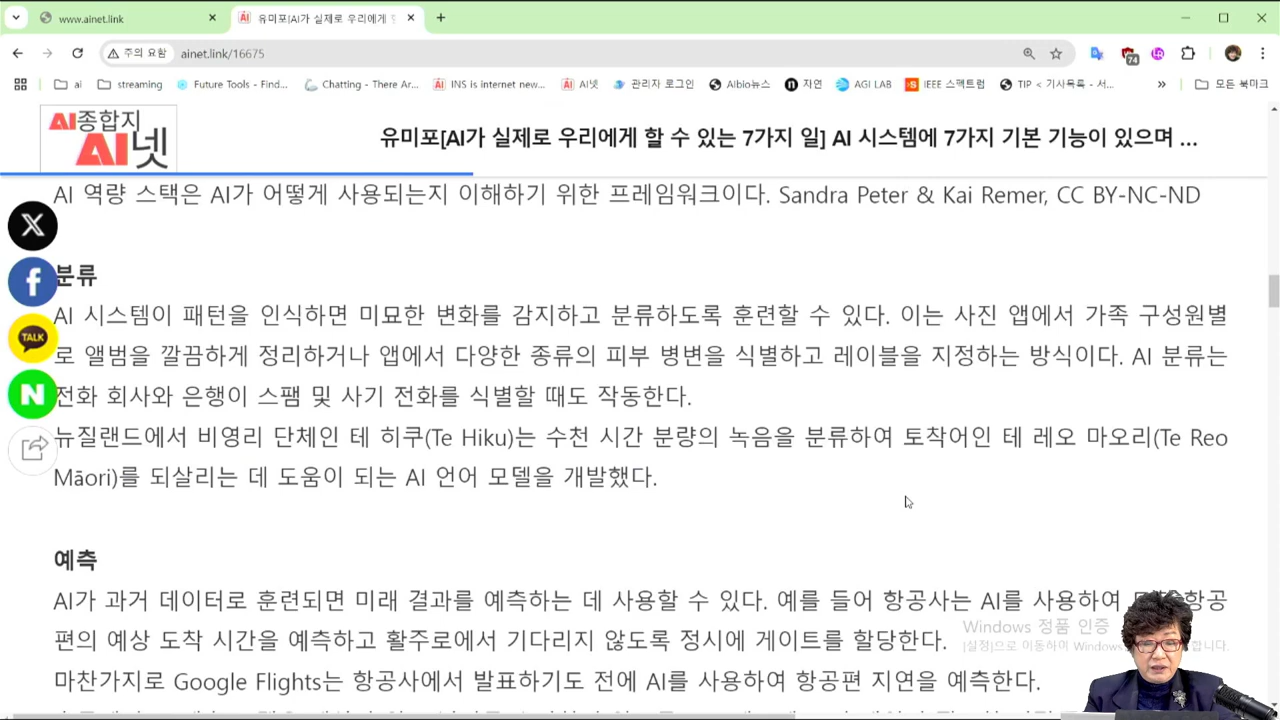 www.ainet.link
유미포[AI가 실제로 우리에게
주의 요함
ainet.link/16675
74
ai
streaming
Future Tools - Find...
Chatting - There Ar...
INS is internet new...
AI넷
관리자 로그인
Aibio뉴스
자연
AGI LAB
IEEE 스펙트럼
TIP < 기사목록 - 서...
»
모든 북마크
AI종합지
AI넷
유미포[AI가 실제로 우리에게 할 수 있는 7가지 일] AI 시스템에 7가지 기본 기능이 있으며 ...
AI 역량 스택은 AI가 어떻게 사용되는지 이해하기 위한 프레임워크이다. Sandra Peter & Kai Remer, CC BY-NC-ND
분류
AI 시스템이 패턴을 인식하면 미묘한 변화를 감지하고 분류하도록 훈련할 수 있다. 이는 사진 앱에서 가족 구성원별
로 앨범을 깔끔하게 정리하거나 앱에서 다양한 종류의 피부 병변을 식별하고 레이블을 지정하는 방식이다. AI 분류는
TALK
전화 회사와 은행이 스팸 및 사기 전화를 식별할 때도 작동한다.
N
뉴질랜드에서 비영리 단체인 테 히쿠(Te Hiku)는 수천 시간 분량의 녹음을 분류하여 토착어인 테 레오 마오리(Te Reo
Māori)를 되살리는 데 도움이 되는 AI 언어 모델을 개발했다.
예측
AI가 과거 데이터로 훈련되면 미래 결과를 예측하는 데 사용할 수 있다. 예를 들어 항공사는 AI를 사용하여 항공
편의 예상 도착 시간을 예측하고 활주로에서 기다리지 않도록 정시에 게이트를 할당한다.
Windows 정품 인증
[설정]으로 이동하여 Windows
마찬가지로 Google Flights는 항공사에서 발표하기도 전에 AI를 사용하여 항공편 지연을 예측한다.